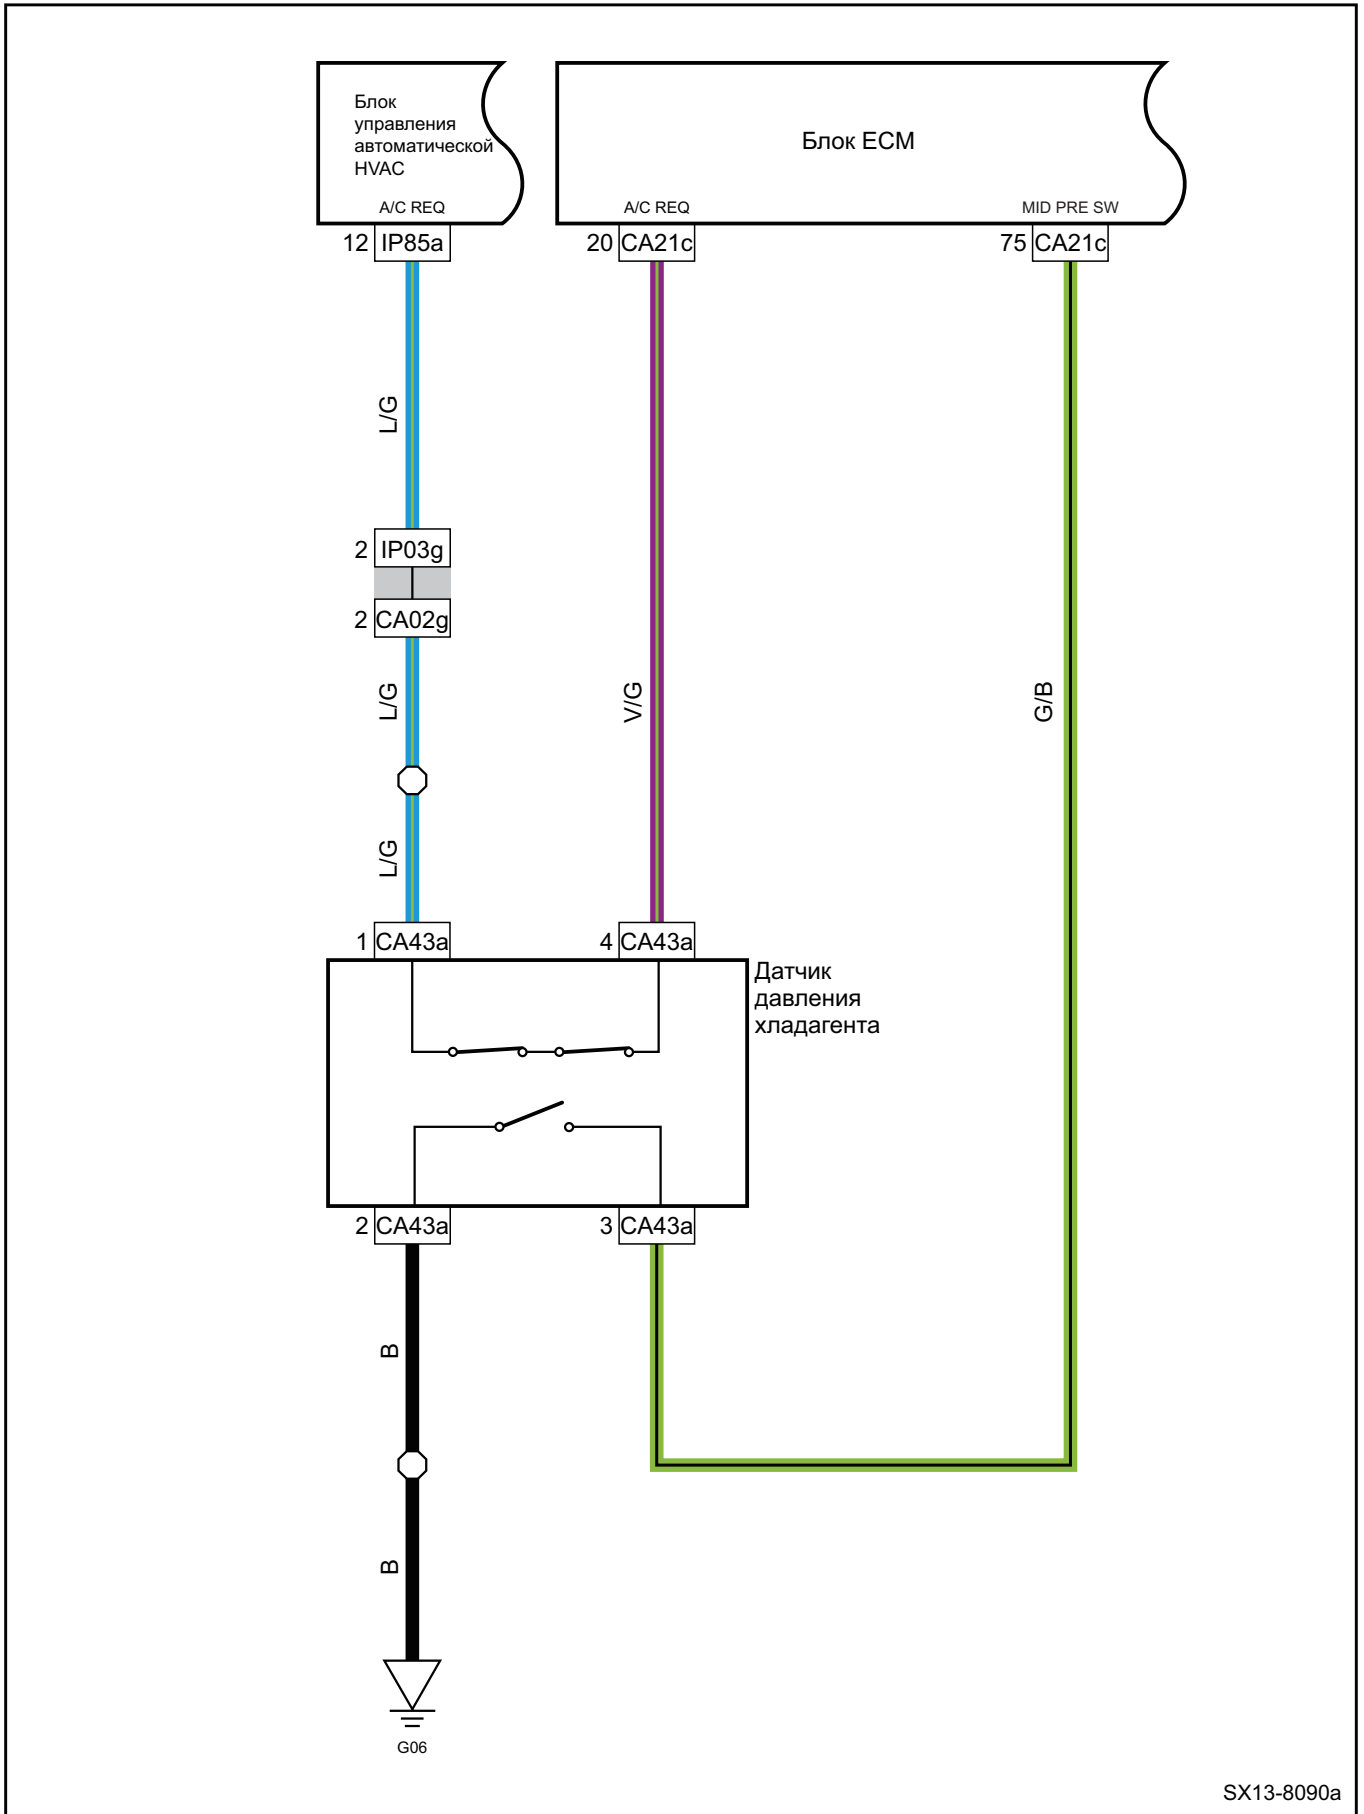 Блок
управления
автоматической
HVAC
Блок ECM
A/C REQ
A/C REQ
MID PRE SW
12 IP85a
20 CA21c
75 CA21c
L/G
2 IP03g
2 CA02g
L/G
V/G
G/B
L/G
1 CA43a
4 CA43a
Датчик
давления
хладагента
2 CA43a
3 CA43a
B
B
G06
SX13-8090a